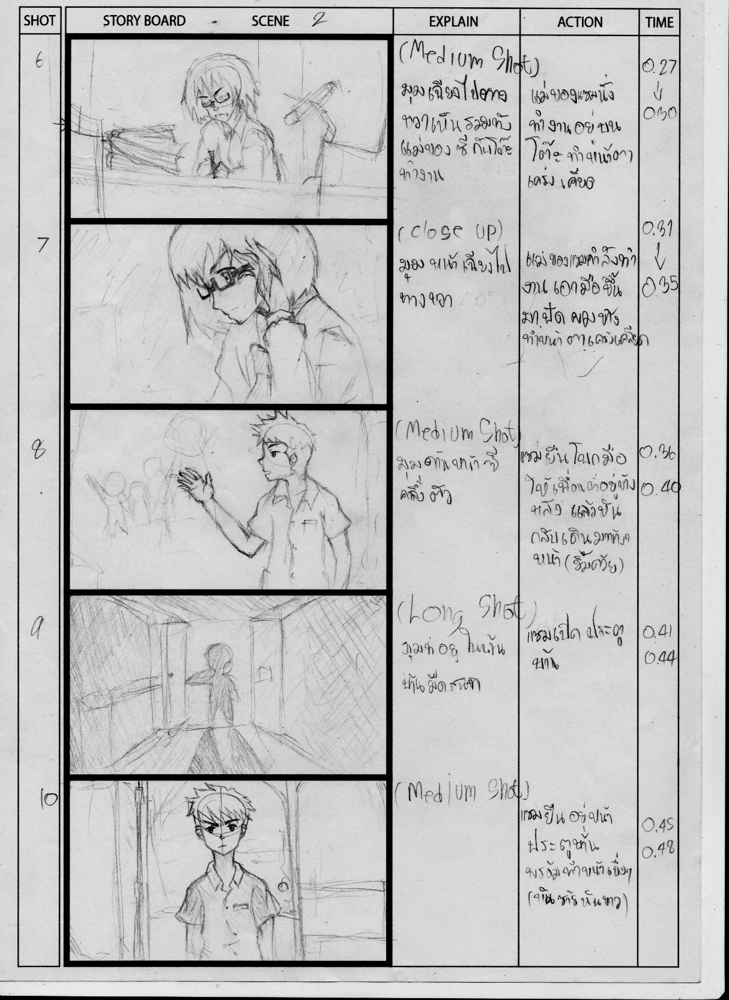 SHOT
STORY BOARD - SCENE 2
EXPLAIN
ACTION
TIME
6
(Medium Shot)
มุมเฉียงไปทาง
ขวาเห็นรวมทั้ง
แม่ของ ซี กับโต๊ะ
ทำงาน
แม่ของแซมนั่ง
ทำงานอยู่บน
โต๊ะ ทำหน้าตา
เคร่งเครียด
0.27
↓
0.30
7
(Close up)
มุมหน้าเฉียงไป
ทางขวา
แม่ของแซมกำลังทำ
งานเอามือขึ้น
มาปัดผม
ทำหน้าตาเคร่งเครียด
0.31
↓
0.35
8
(Medium Shot)
มุมด้านหน้า ซี
ครึ่งตัว
แซมยืนโบกมือ
ให้เพื่อนที่อยู่ข้าง
หลัง แล้วหัน
กลับเดินมาทาง
หน้า (ยิ้มด้วย)
0.36
0.40
9
(Long Shot)
มุมที่อยู่ในบ้าน
บ้านมืดสนิท
แซมเปิดประตู
บ้าน
0.41
0.44
10
(Medium Shot)
แซมยืนอยู่หน้า
ประตูบ้าน
พร้อมทำหน้าเบื่อๆ
0.45
0.48